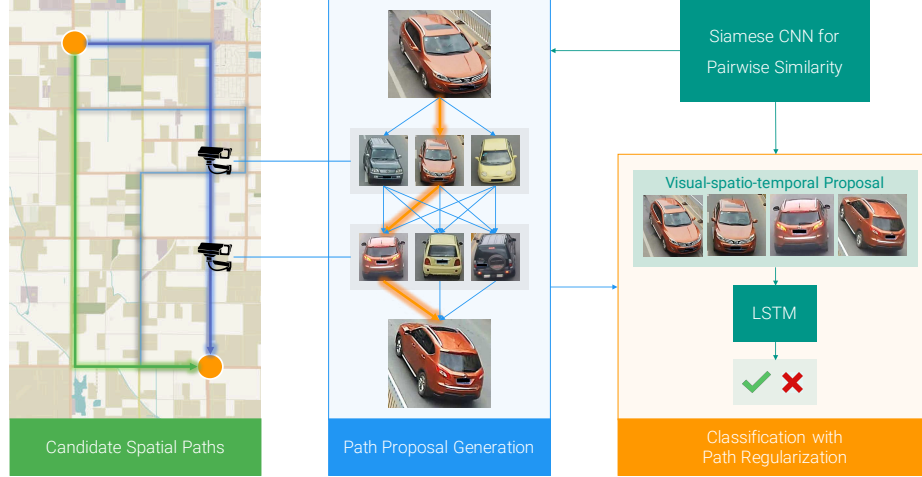 Siamese CNN for
Pairwise Similarity
Visual-spatio-temporal Proposal
LSTM
Candidate Spatial Paths
Path Proposal Generation
Classification with
Path Regularization